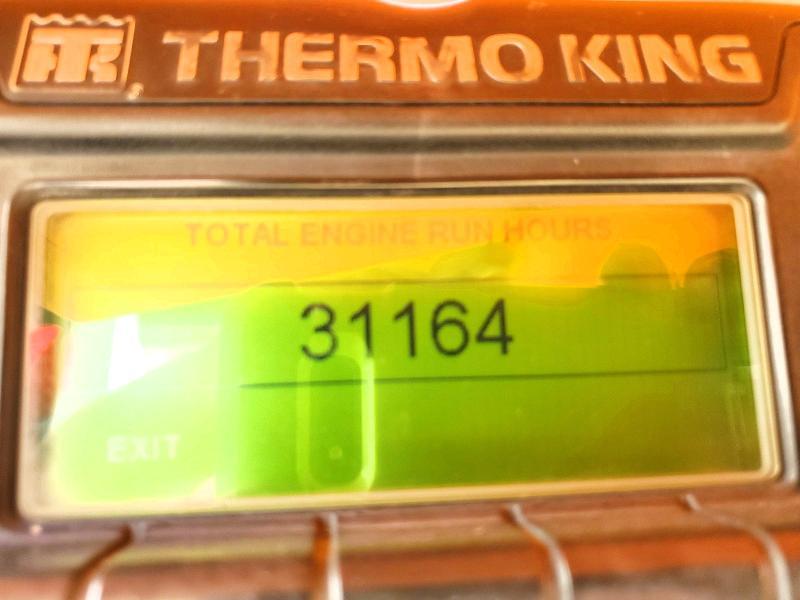 THERMO KING
TOTAL ENGINE RUN HOURS
31164
EXIT